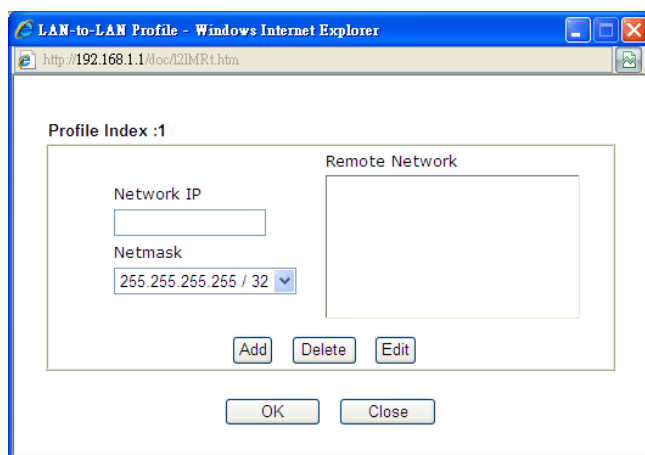 LAN-to-LAN Profile - Windows Internet Explorer
http://192.168.1.1/doc/l2lMRt.htm
Profile Index :1
Remote Network
Network IP
Netmask
255.255.255.255 / 32
Add Delete Edit
OK Close